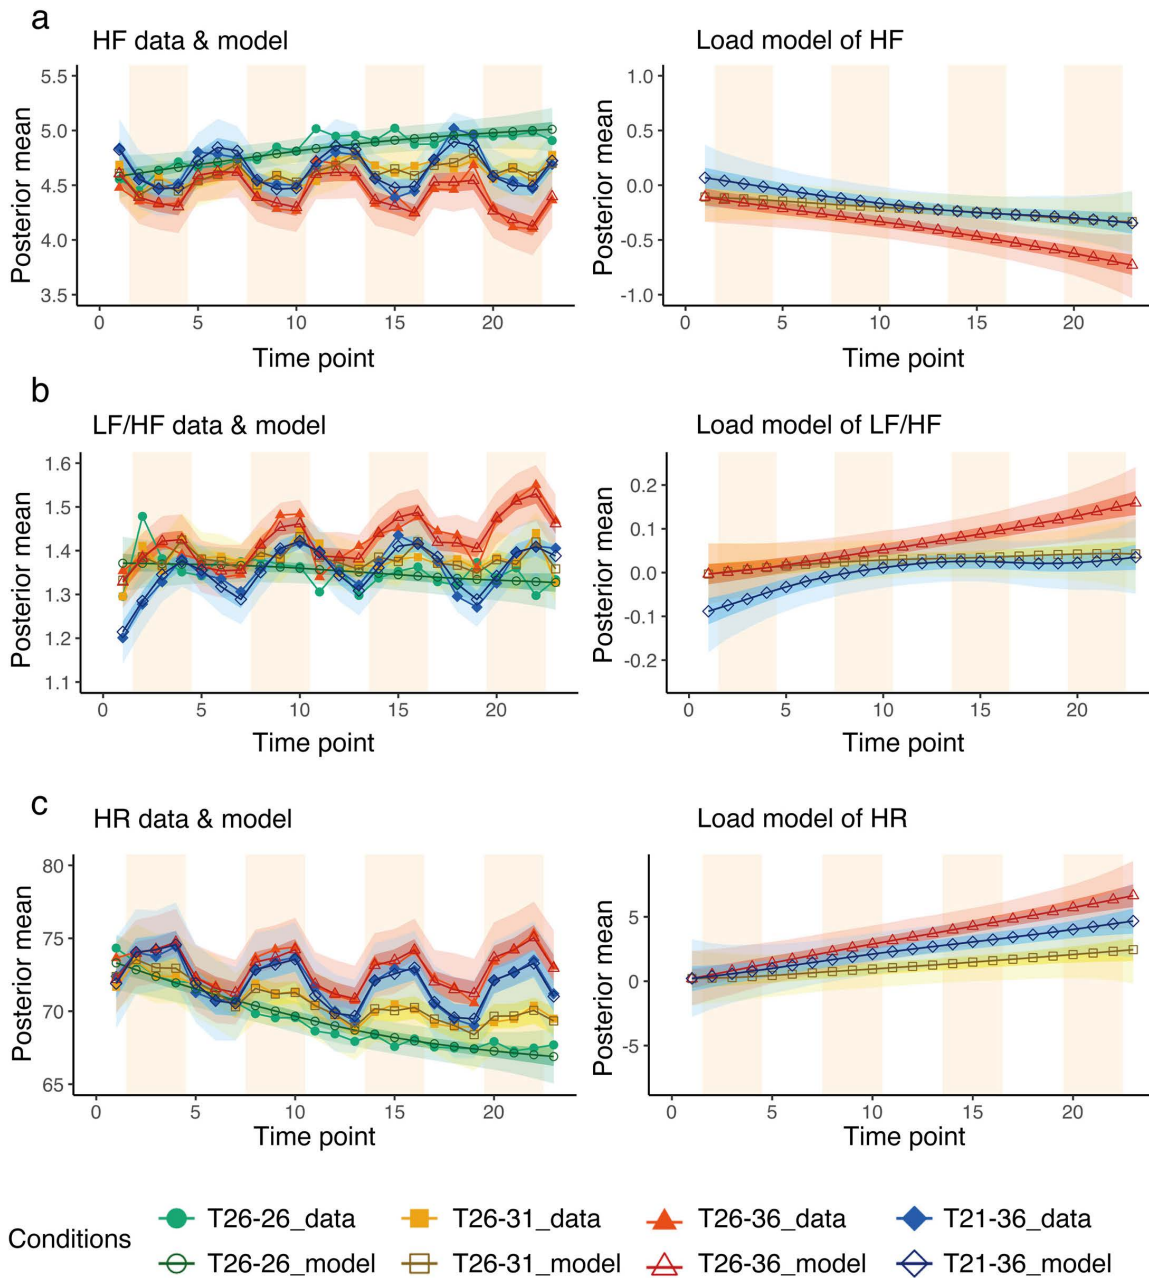 a
HF data & model
Load model of HF
Posterior mean
5.5
5.0
4.5
4.0
3.5
0 5 10 15 20
Time point
Posterior mean
1.0
0.5
0.0
-0.5
-1.0
0 5 10 15 20
Time point
b
LF/HF data & model
Load model of LF/HF
Posterior mean
1.6
1.5
1.4
1.3
1.2
1.1
0 5 10 15 20
Time point
Posterior mean
0.2
0.1
0.0
-0.1
-0.2
0 5 10 15 20
Time point
c
HR data & model
Load model of HR
Posterior mean
80
75
70
65
0 5 10 15 20
Time point
Posterior mean
5
0
-5
0 5 10 15 20
Time point
Conditions
T26-26_data T26-31_data T26-36_data T21-36_data
T26-26_model T26-31_model T26-36_model T21-36_model